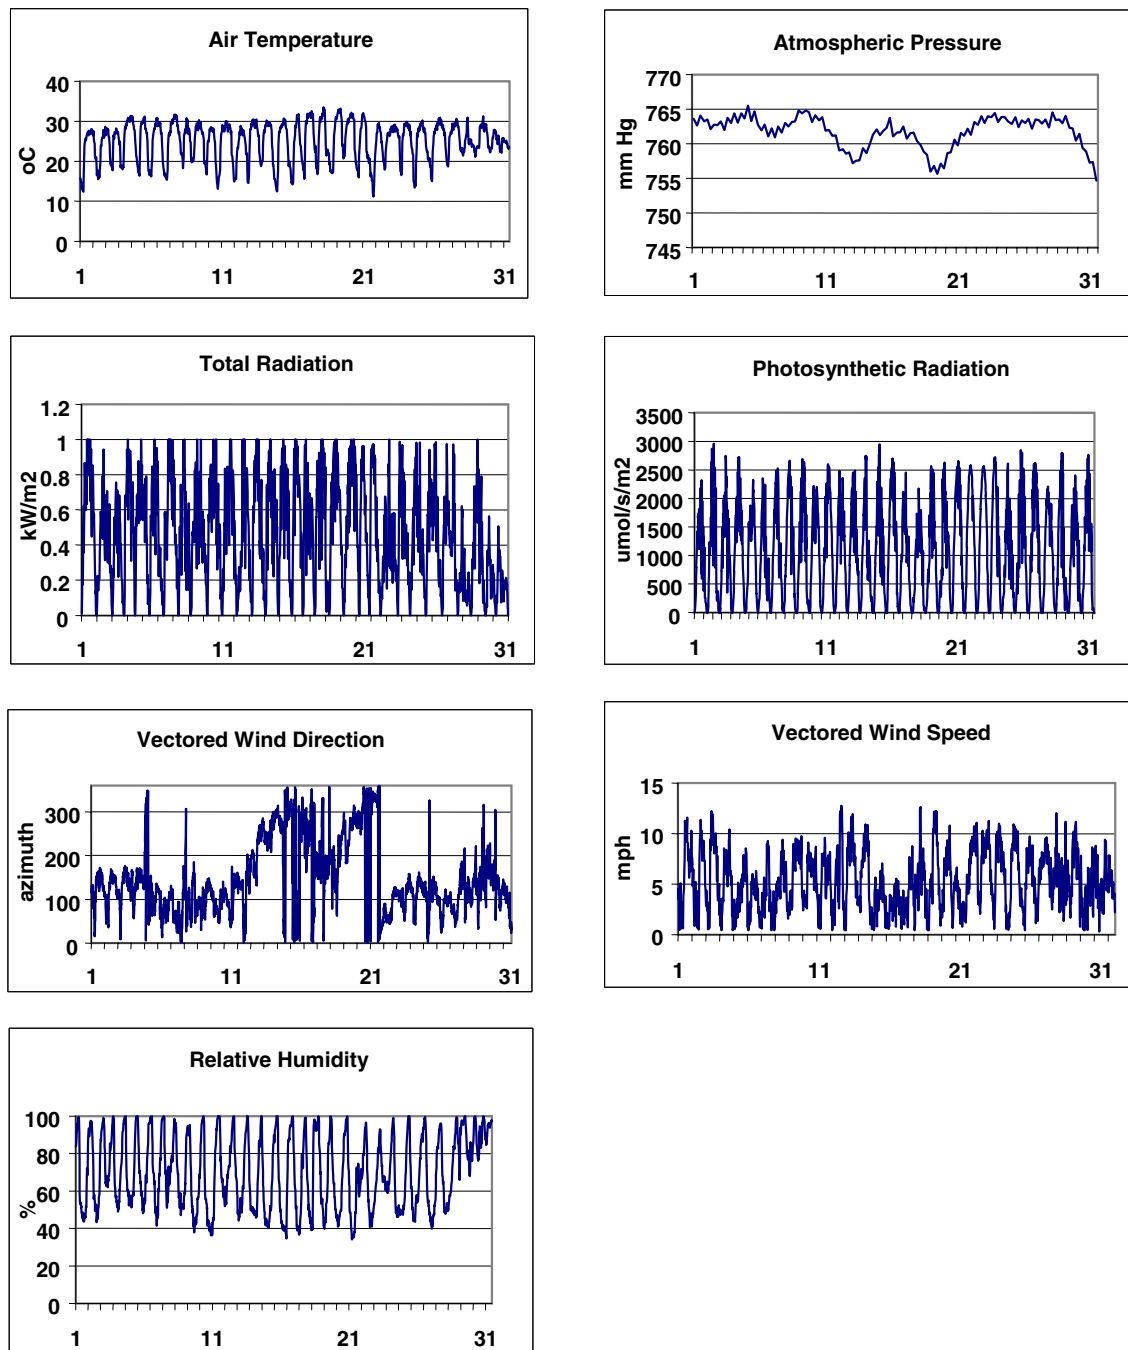 Air Temperature
oC
40
30
20
10
0
1 11 21 31
Atmospheric Pressure
mm Hg
770
765
760
755
750
745
1 11 21 31
Total Radiation
kW/m2
1.2
1
0.8
0.6
0.4
0.2
0
1 11 21 31
Photosynthetic Radiation
umol/s/m2
3500
3000
2500
2000
1500
1000
500
0
1 11 21 31
Vectored Wind Direction
azimuth
300
200
100
0
1 11 21 31
Vectored Wind Speed
mph
15
10
5
0
1 11 21 31
Relative Humidity
%
100
80
60
40
20
0
1 11 21 31